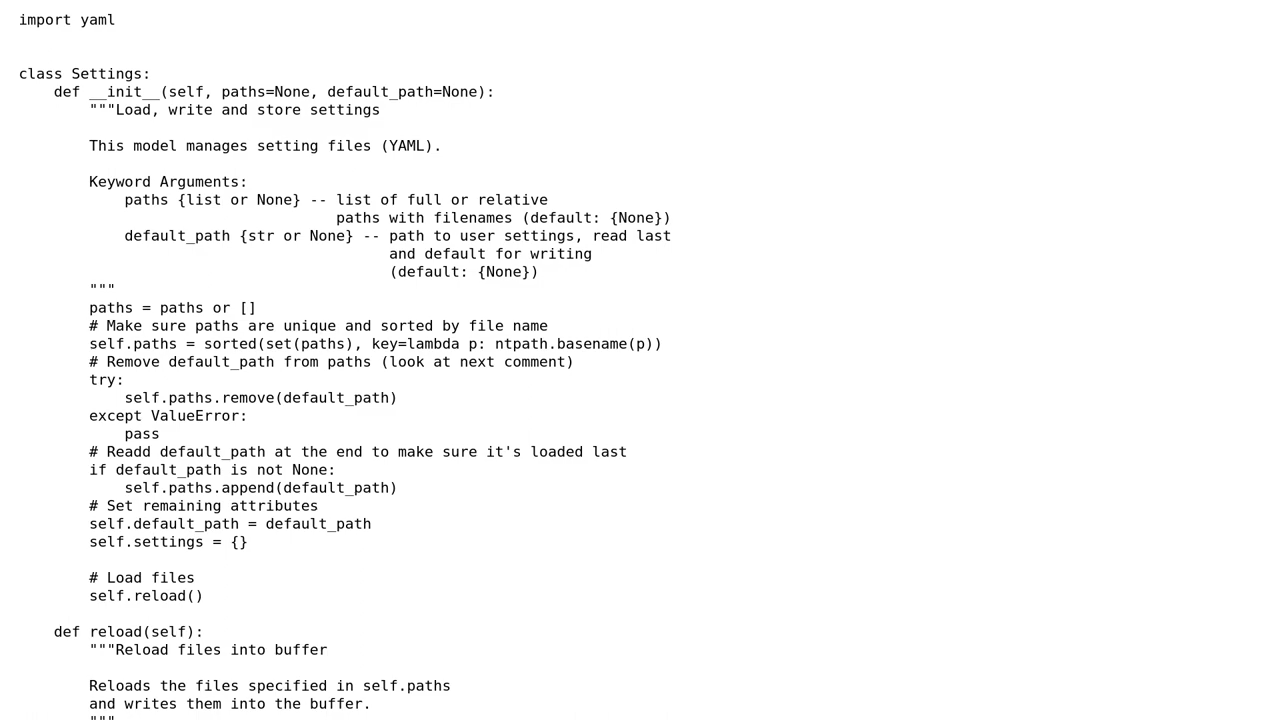 import yaml


class Settings:
    def __init__(self, paths=None, default_path=None):
        """Load, write and store settings

        This model manages setting files (YAML).

        Keyword Arguments:
            paths {list or None} -- list of full or relative
                                    paths with filenames (default: {None})
            default_path {str or None} -- path to user settings, read last
                                          and default for writing
                                          (default: {None})
        """
        paths = paths or []
        # Make sure paths are unique and sorted by file name
        self.paths = sorted(set(paths), key=lambda p: ntpath.basename(p))
        # Remove default_path from paths (look at next comment)
        try:
            self.paths.remove(default_path)
        except ValueError:
            pass
        # Readd default_path at the end to make sure it's loaded last
        if default_path is not None:
            self.paths.append(default_path)
        # Set remaining attributes
        self.default_path = default_path
        self.settings = {}

        # Load files
        self.reload()

    def reload(self):
        """Reload files into buffer

        Reloads the files specified in self.paths
        and writes them into the buffer.
        """